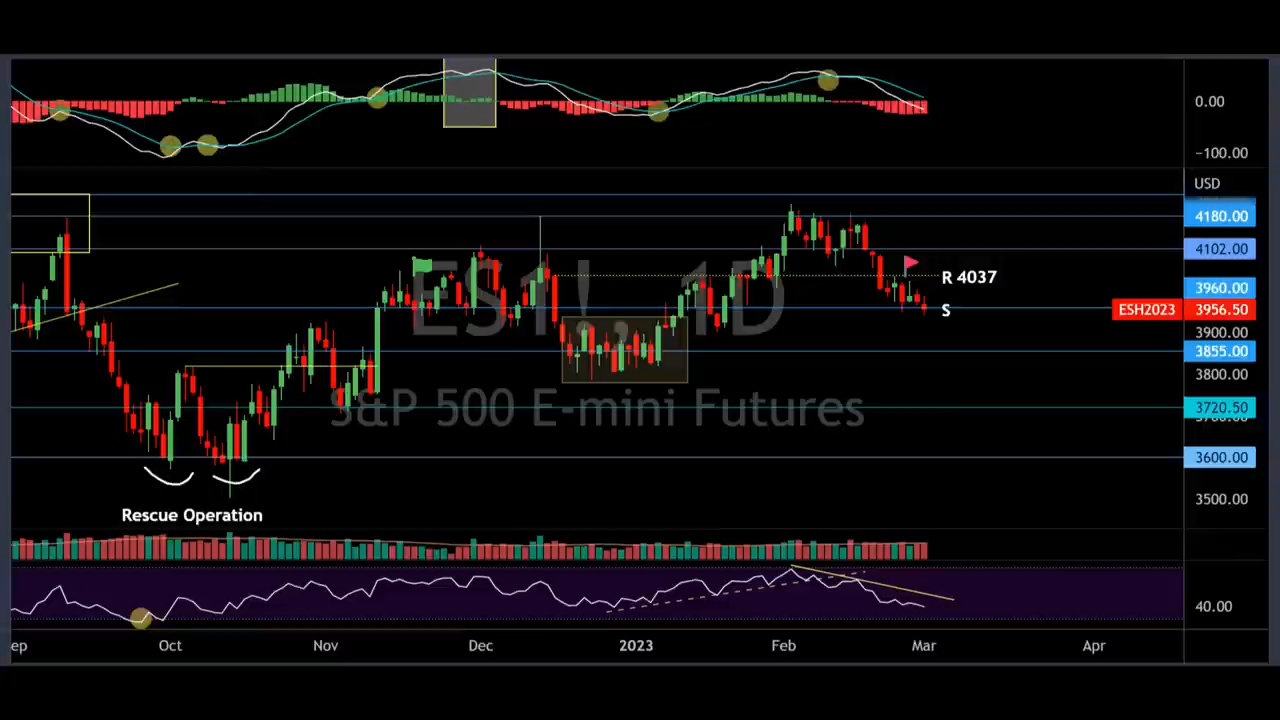 0.00
−100.00
USD
4180.00
4102.00
R 4037
3960.00
S
ESH2023 3956.50
3900.00
3855.00
3800.00
3720.50
3600.00
3500.00
ES1!, 1D
S&P 500 E-mini Futures
Rescue Operation
40.00
ep Oct Nov Dec 2023 Feb Mar Apr